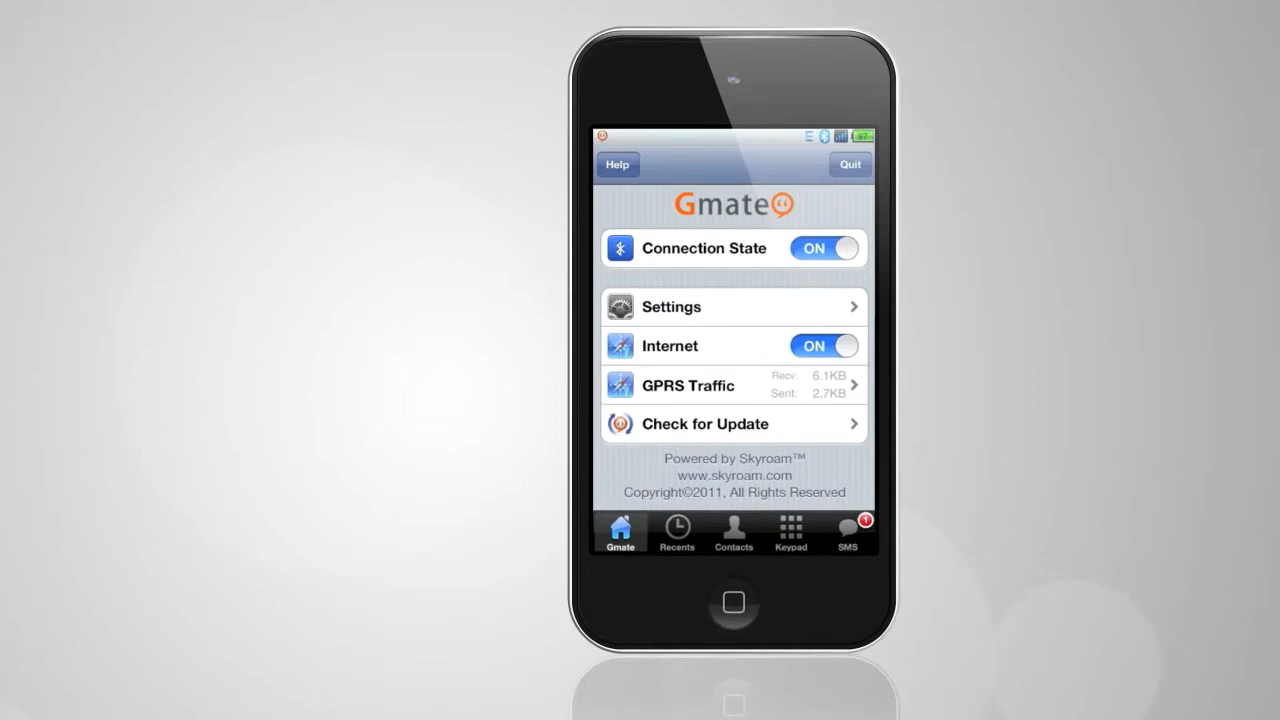 E 97
Help Quit
Gmate
Connection State ON
Settings
Internet ON
GPRS Traffic Recv: 6.1KB
Sent: 2.7KB
Check for Update
Powered by Skyroam™
www.skyroam.com
Copyright©2011, All Rights Reserved
1
Gmate Recents Contacts Keypad SMS